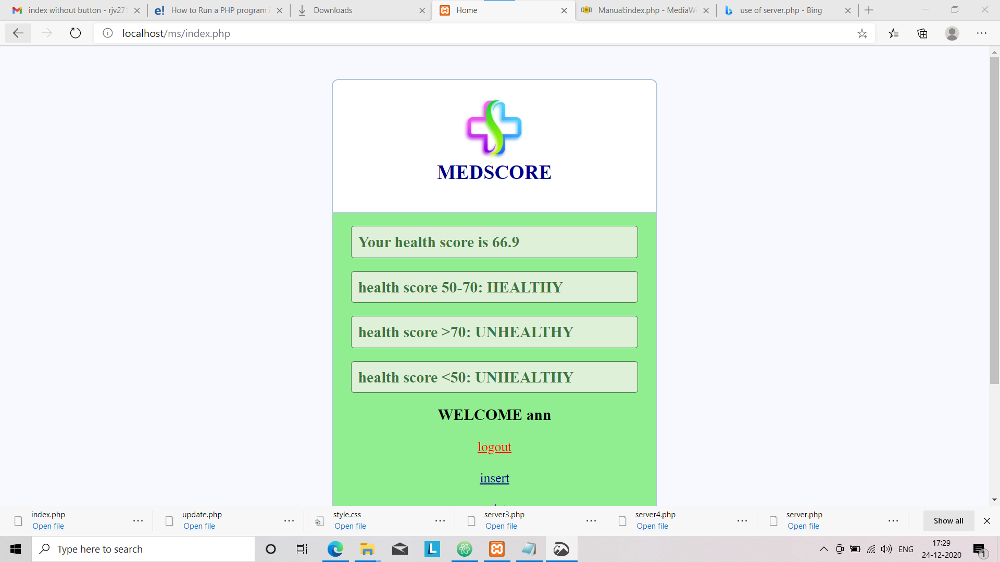 index without button - rjv27
How to Run a PHP program
Downloads
Home
Manual:index.php - MediaW
use of server.php - Bing
localhost/ms/index.php
MEDSCORE
Your health score is 66.9
health score 50-70: HEALTHY
health score >70: UNHEALTHY
health score <50: UNHEALTHY
WELCOME ann
logout
insert
index.php
Open file
update.php
Open file
style.css
Open file
server3.php
Open file
server4.php
Open file
server.php
Open file
Show all
Type here to search
ENG
17:29
24-12-2020
1